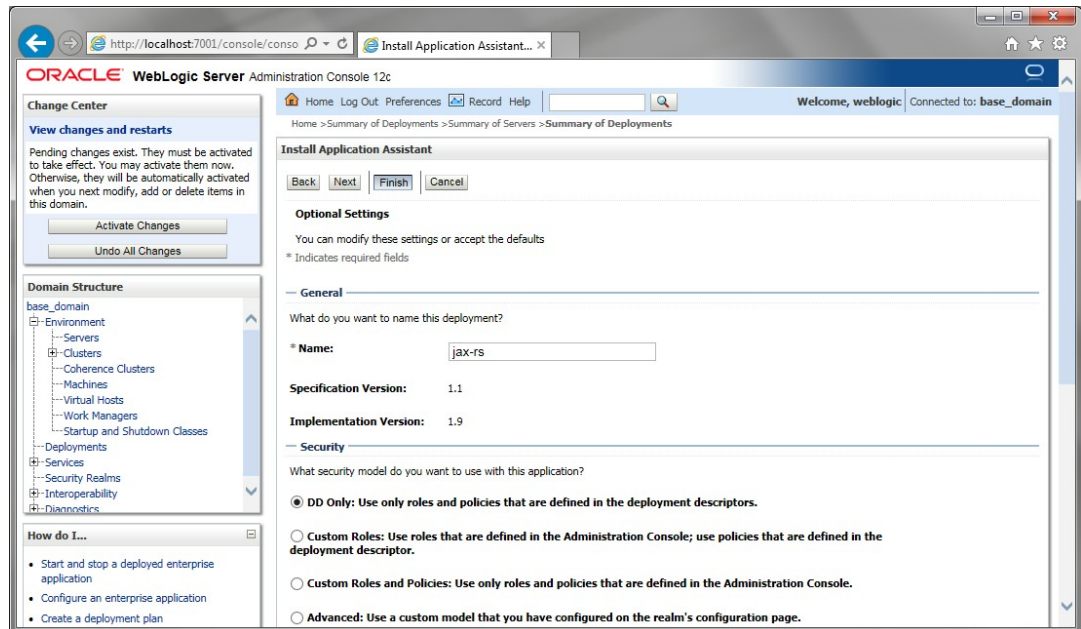 http://localhost:7001/console/conso
Install Application Assistant...
ORACLE WebLogic Server Administration Console 12c
Change Center
View changes and restarts
Pending changes exist. They must be activated
to take effect. You may activate them now.
Otherwise, they will be automatically activated
when you next modify, add or delete items in
this domain.
Activate Changes
Undo All Changes
Domain Structure
base_domain
Environment
Servers
Clusters
Coherence Clusters
Machines
Virtual Hosts
Work Managers
Startup and Shutdown Classes
Deployments
Services
Security Realms
Interoperability
Diagnostics
How do I...
• Start and stop a deployed enterprise
application
• Configure an enterprise application
• Create a deployment plan
Home Log Out Preferences Record Help
Welcome, weblogic Connected to: base_domain
Home >Summary of Deployments >Summary of Servers >Summary of Deployments
Install Application Assistant
Back Next Finish Cancel
Optional Settings
You can modify these settings or accept the defaults
* Indicates required fields
General
What do you want to name this deployment?
* Name: jax-rs
Specification Version: 1.1
Implementation Version: 1.9
Security
What security model do you want to use with this application?
DD Only: Use only roles and policies that are defined in the deployment descriptors.
Custom Roles: Use roles that are defined in the Administration Console; use policies that are defined in the
deployment descriptor.
Custom Roles and Policies: Use only roles and policies that are defined in the Administration Console.
Advanced: Use a custom model that you have configured on the realm's configuration page.